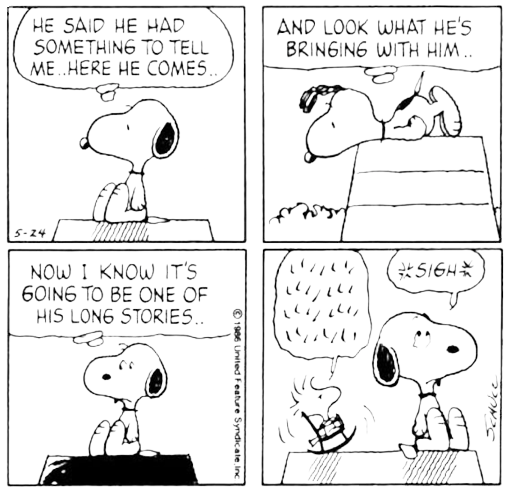 HE SAID HE HAD
SOMETHING TO TELL
ME..HERE HE COMES..
5-24
AND LOOK WHAT HE'S
BRINGING WITH HIM..
NOW I KNOW IT'S
GOING TO BE ONE OF
HIS LONG STORIES..
© 1986 United Feature Syndicate, Inc.
*SIGH*
SCHULZ